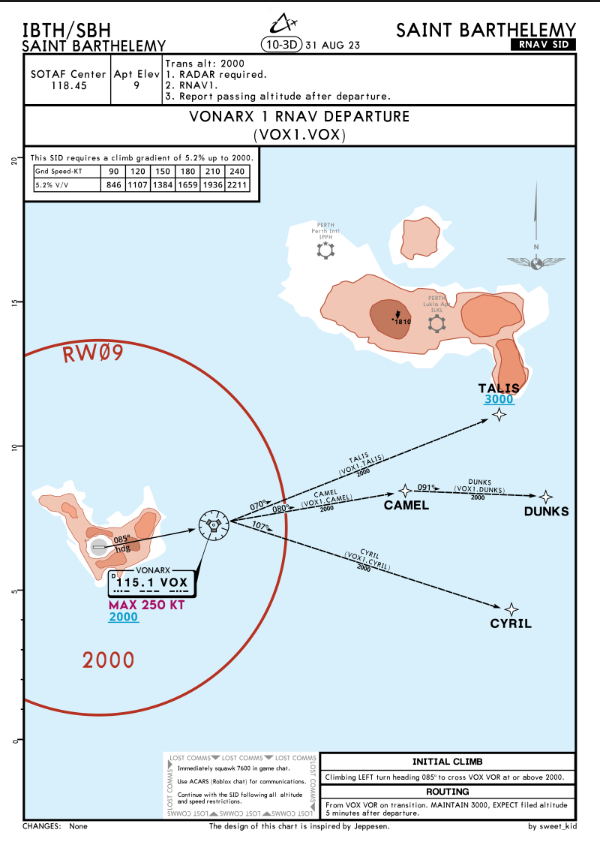 IBTH/SBH
SAINT BARTHELEMY
10-3D 31 AUG 23
SAINT BARTHELEMY
RNAV SID
SOTAF Center
118.45
Apt Elev
9
Trans alt: 2000
1. RADAR required.
2. RNAV1.
3. Report passing altitude after departure.
VONARX 1 RNAV DEPARTURE
(VOX1.VOX)
This SID requires a climb gradient of 5.2% up to 2000.
Gnd Speed-KT 90 120 150 180 210 240
5.2% V/V 846 1107 1384 1659 1936 2211
20
15
10
5
0
PERTH
Perth Intl
IPPH
N
PERTH
Lukla Apt
ILKL
1810
RWØ9
TALIS
3000
TALIS
(VOX1.TALIS)
2000
070°
CAMEL
(VOX1.CAMEL)
2000
080°
CAMEL
091°
DUNKS
(VOX1.DUNKS)
2000
DUNKS
107°
CYRIL
(VOX1.CYRIL)
2000
CYRIL
085°
hdg
VONARX
D
115.1 VOX
MAX 250 KT
2000
2000
LOST COMMS LOST COMMS LOST COMMS
LOST COMMS
Immediately squawk 7600 in game chat.
Use ACARS (Roblox chat) for communications.
Continue with the SID following all altitude
and speed restrictions.
LOST COMMS
LOST COMMS LOST COMMS LOST COMMS
INITIAL CLIMB
Climbing LEFT turn heading 085° to cross VOX VOR at or above 2000.
ROUTING
From VOX VOR on transition. MAINTAIN 3000, EXPECT filed altitude
5 minutes after departure.
CHANGES: None
The design of this chart is inspired by Jeppesen.
by sweet_kid